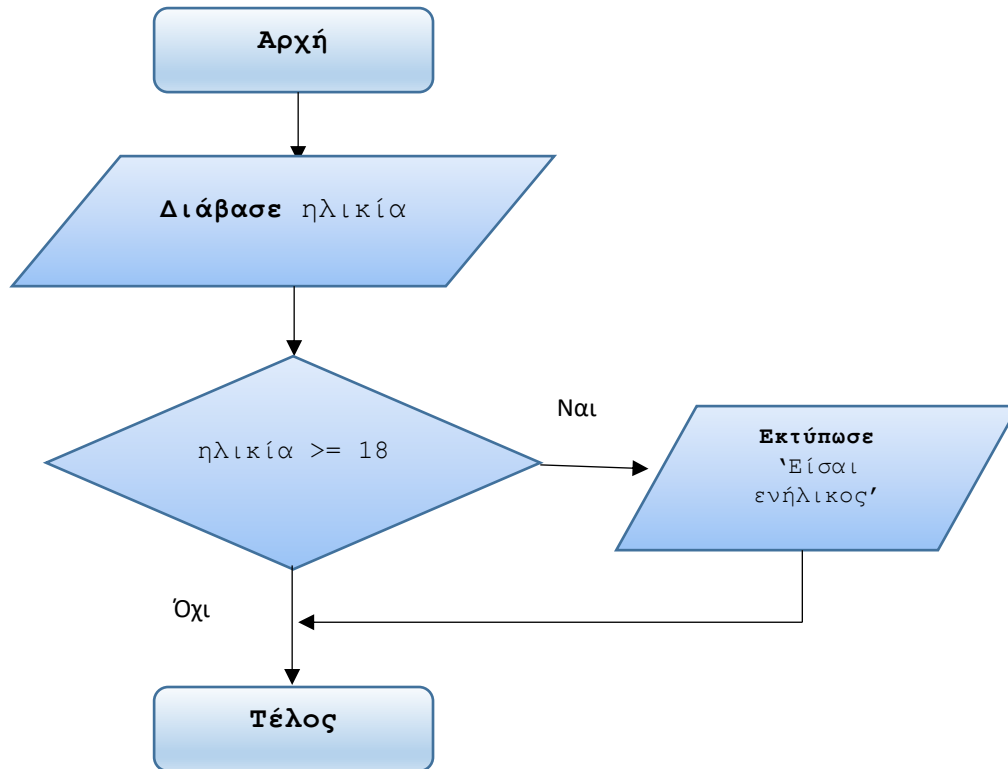 Αρχή
Διάβασε ηλικία
ηλικία >= 18
Ναι
Εκτύπωσε
‘Είσαι
ενήλικος’
Όχι
Τέλος